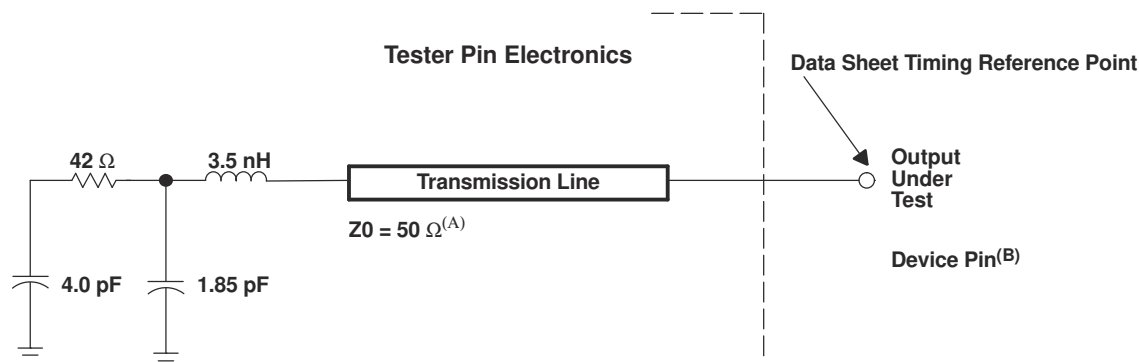 Tester Pin Electronics
Data Sheet Timing Reference Point
42 Ω
3.5 nH
Transmission Line
Output
Under
Test
Z0 = 50 Ω(A)
Device Pin(B)
4.0 pF
1.85 pF